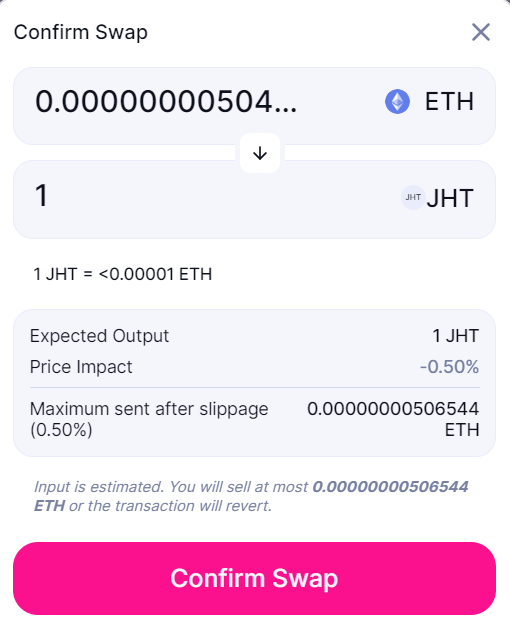 Confirm Swap
0.00000000504... ETH
1 JHT JHT
1 JHT = <0.00001 ETH
Expected Output 1 JHT
Price Impact -0.50%
Maximum sent after slippage 0.00000000506544
(0.50%) ETH
Input is estimated. You will sell at most 0.00000000506544
ETH or the transaction will revert.
Confirm Swap